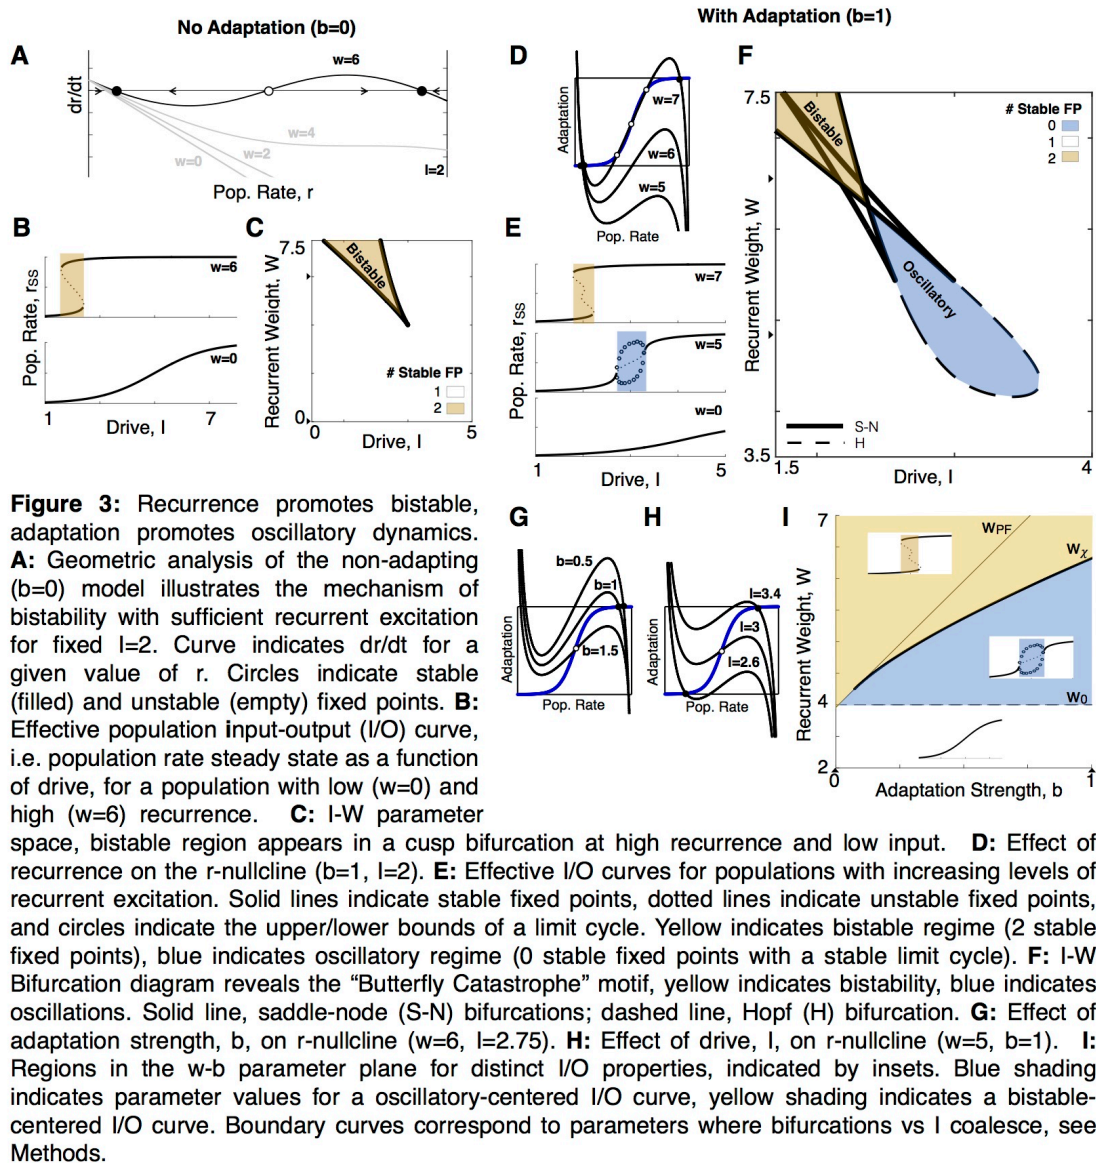 No Adaptation (b=0)
With Adaptation (b=1)
A
dr/dt
w=6
w=4
w=2
w=0
I=2
Pop. Rate, r
B
Pop. Rate, rSS
w=6
w=0
1
7
Drive, I
C
Recurrent Weight, W
7.5
0
Bistable
# Stable FP
1
2
0
5
Drive, I
D
Adaptation
w=7
w=6
w=5
Pop. Rate
E
Pop. Rate, rSS
w=7
w=5
w=0
1
5
Drive, I
F
7.5
Recurrent Weight, W
3.5
Bistable
Oscillatory
# Stable FP
0
1
2
S-N
H
1.5
4
Drive, I
G
Adaptation
b=0.5
b=1
b=1.5
Pop. Rate
H
Adaptation
I=3.4
I=3
I=2.6
Pop. Rate
I
7
Recurrent Weight, W
4
2
WPF
Wχ
W0
0
1
Adaptation Strength, b
Figure 3: Recurrence promotes bistable,
adaptation promotes oscillatory dynamics.
A: Geometric analysis of the non-adapting
(b=0) model illustrates the mechanism of
bistability with sufficient recurrent excitation
for fixed I=2. Curve indicates dr/dt for a
given value of r. Circles indicate stable
(filled) and unstable (empty) fixed points. B:
Effective population input-output (I/O) curve,
i.e. population rate steady state as a function
of drive, for a population with low (w=0) and
high (w=6) recurrence. C: I-W parameter
space, bistable region appears in a cusp bifurcation at high recurrence and low input. D: Effect of
recurrence on the r-nullcline (b=1, I=2). E: Effective I/O curves for populations with increasing levels of
recurrent excitation. Solid lines indicate stable fixed points, dotted lines indicate unstable fixed points,
and circles indicate the upper/lower bounds of a limit cycle. Yellow indicates bistable regime (2 stable
fixed points), blue indicates oscillatory regime (0 stable fixed points with a stable limit cycle). F: I-W
Bifurcation diagram reveals the “Butterfly Catastrophe” motif, yellow indicates bistability, blue indicates
oscillations. Solid line, saddle-node (S-N) bifurcations; dashed line, Hopf (H) bifurcation. G: Effect of
adaptation strength, b, on r-nullcline (w=6, I=2.75). H: Effect of drive, I, on r-nullcline (w=5, b=1). I:
Regions in the w-b parameter plane for distinct I/O properties, indicated by insets. Blue shading
indicates parameter values for a oscillatory-centered I/O curve, yellow shading indicates a bistable-
centered I/O curve. Boundary curves correspond to parameters where bifurcations vs I coalesce, see
Methods.